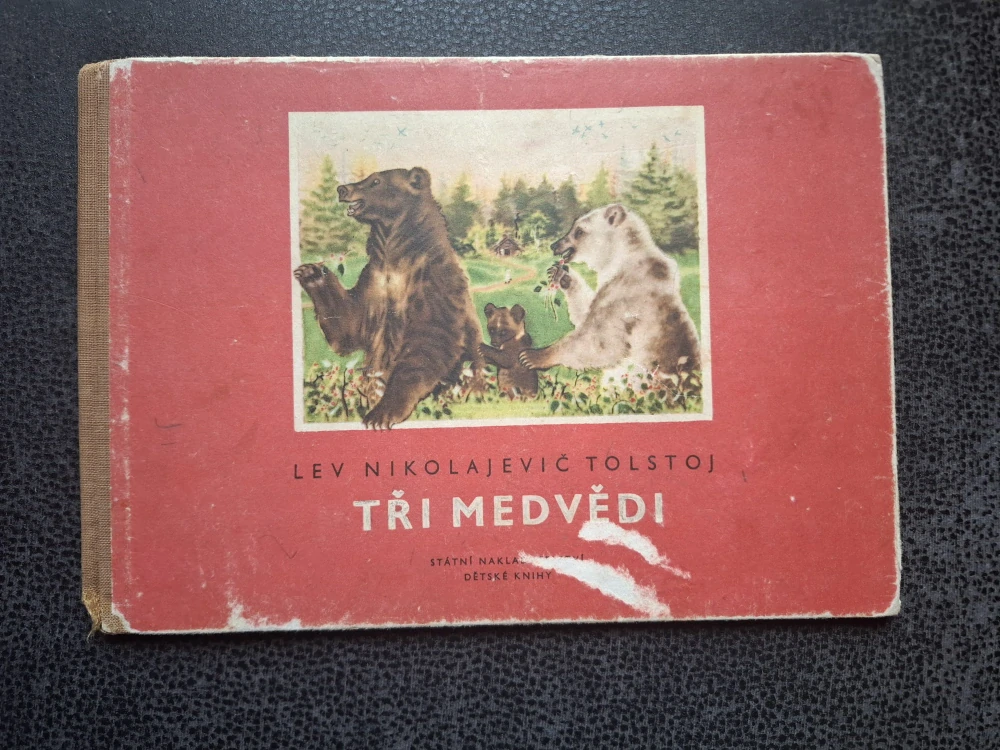 LEV NIKOLAJEVIČ TOLSTOJ
TŘI MEDVĚDI
STÁTNÍ
DĚTSKÉ KNIHY